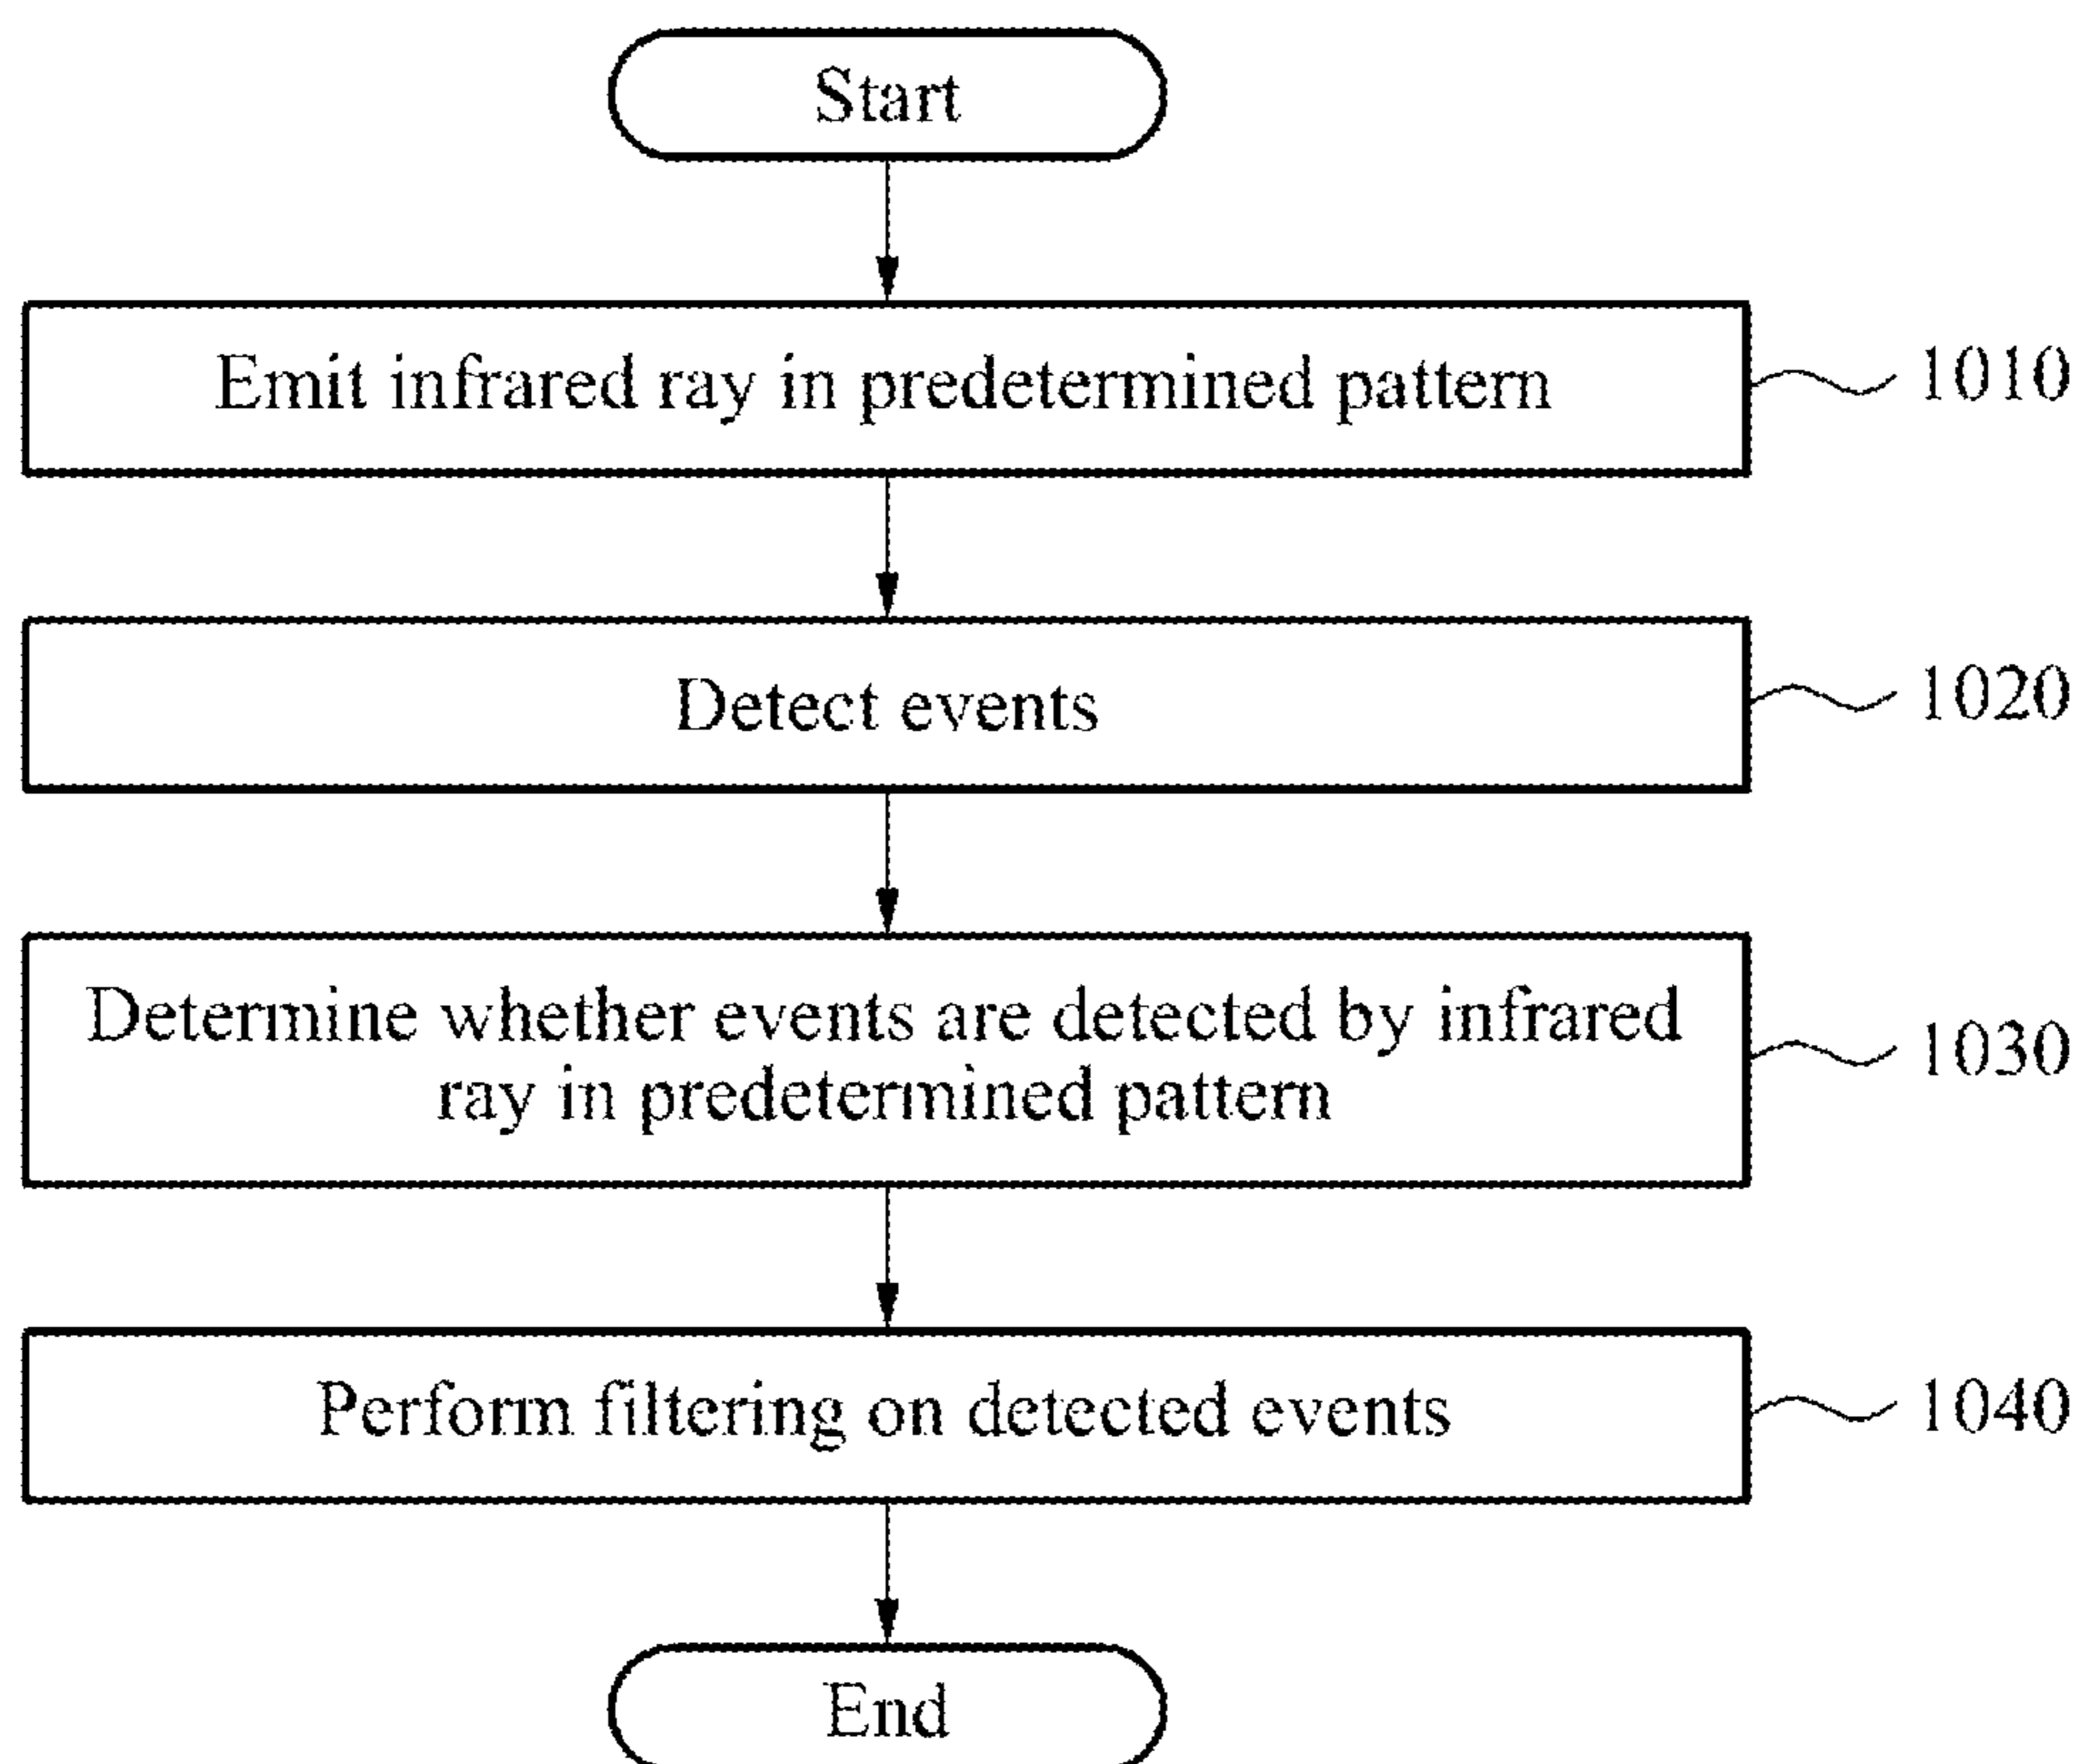 Start
Emit infrared ray in predetermined pattern
1010
Detect events
1020
Determine whether events are detected by infrared
ray in predetermined pattern
1030
Perform filtering on detected events
1040
End